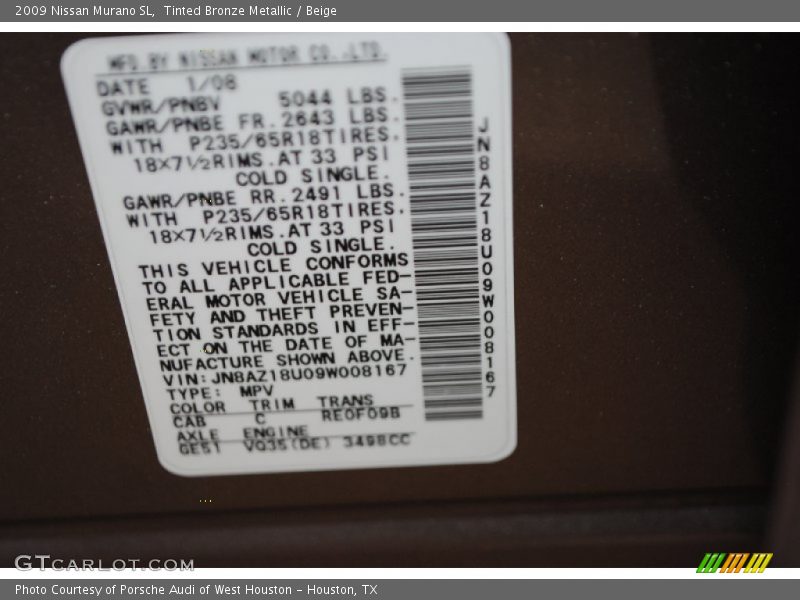 2009 Nissan Murano SL,  Tinted Bronze Metallic / Beige
MFD BY NISSAN MOTOR CO.,LTD.
DATE 1/08
GVWR/PNBV 5044 LBS.
GAWR/PNBE FR.2643 LBS.
WITH P235/65R18TIRES.
18X7½RIMS.AT 33 PSI
COLD SINGLE.
GAWR/PNBE RR.2491 LBS.
WITH P235/65R18TIRES.
18X7½RIMS.AT 33 PSI
COLD SINGLE.
THIS VEHICLE CONFORMS
TO ALL APPLICABLE FED-
ERAL MOTOR VEHICLE SA-
FETY AND THEFT PREVEN-
TION STANDARDS IN EFF-
ECT ON THE DATE OF MA-
NUFACTURE SHOWN ABOVE.
VIN:JN8AZ18U09W008167
TYPE: MPV
COLOR TRIM TRANS
CAB C RE0F09B
AXLE ENGINE
GE51 VQ35(DE) 3498CC
JN8AZ18U09W008167
GTCARLOT.COM
Photo Courtesy of Porsche Audi of West Houston - Houston, TX